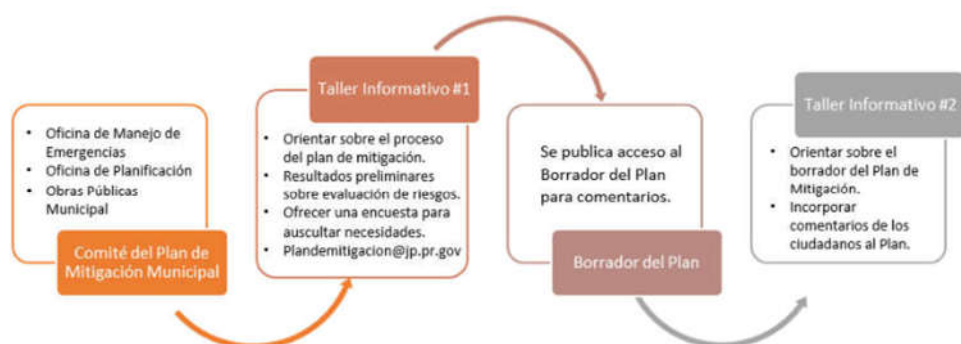 • Oficina de Manejo de
Emergencias
• Oficina de Planificación
• Obras Públicas
Municipal
Comité del Plan de
Mitigación Municipal
Taller Informativo #1
• Orientar sobre el proceso
del plan de mitigación.
• Resultados preliminares
sobre evaluación de riesgos.
• Ofrecer una encuesta para
auscultar necesidades.
• Plandemitigacion@jp.pr.gov
Se publica acceso al
Borrador del Plan
para comentarios.
Borrador del Plan
Taller Informativo #2
• Orientar sobre el
borrador del Plan de
Mitigación.
• Incorporar
comentarios de los
ciudadanos al Plan.